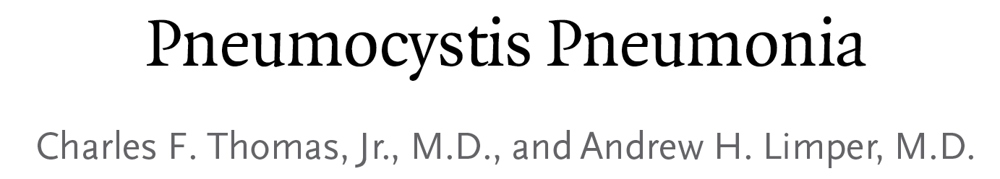 Pneumocystis Pneumonia
Charles F. Thomas, Jr., M.D., and Andrew H. Limper, M.D.